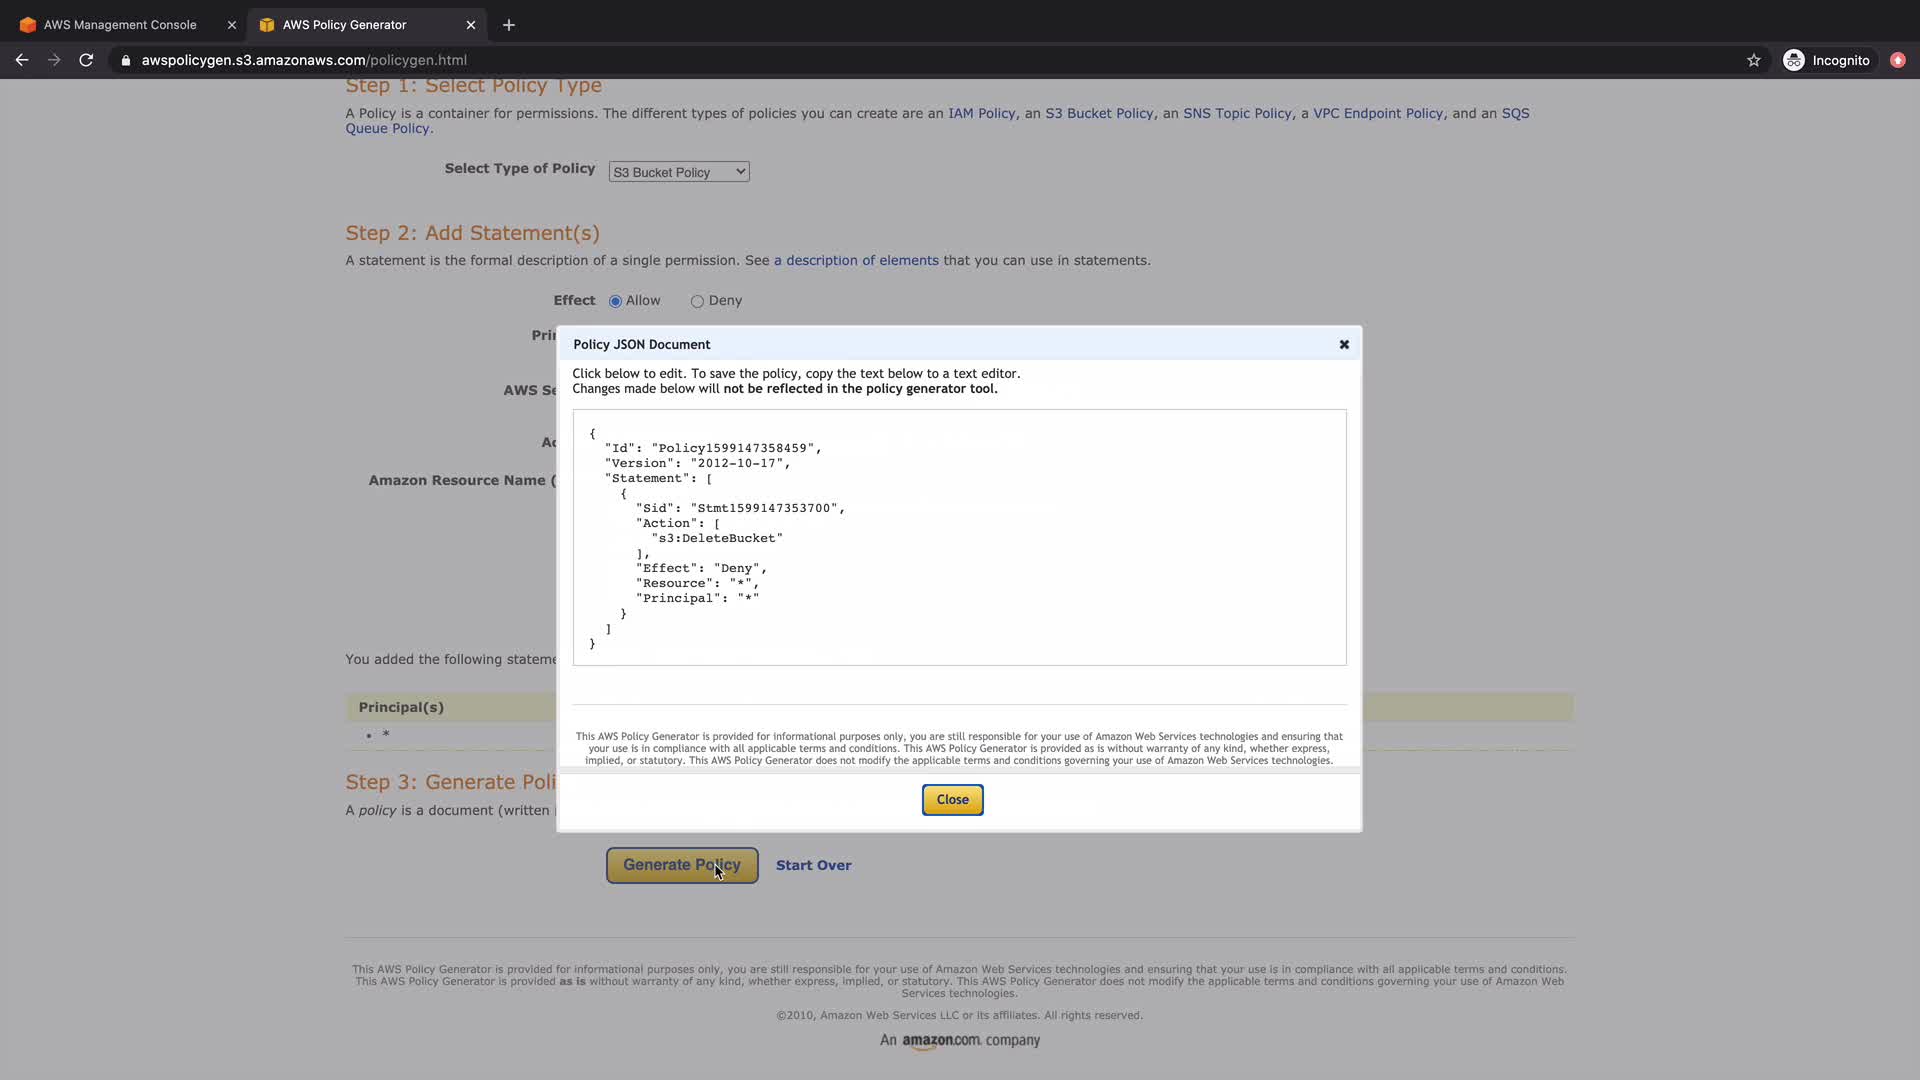 AWS Management Console
AWS Policy Generator
awspolicygen.s3.amazonaws.com/policygen.html
Incognito
Step 1: Select Policy Type
A Policy is a container for permissions. The different types of policies you can create are an IAM Policy, an S3 Bucket Policy, an SNS Topic Policy, a VPC Endpoint Policy, and an SQS
Queue Policy.
Select Type of Policy S3 Bucket Policy
Step 2: Add Statement(s)
A statement is the formal description of a single permission. See a description of elements that you can use in statements.
Effect Allow Deny
Prin
AWS Se
Ac
Amazon Resource Name (
Policy JSON Document
Click below to edit. To save the policy, copy the text below to a text editor.
Changes made below will not be reflected in the policy generator tool.
{
"Id": "Policy1599147358459",
"Version": "2012-10-17",
"Statement": [
{
"Sid": "Stmt1599147353700",
"Action": [
"s3:DeleteBucket"
],
"Effect": "Deny",
"Resource": "*",
"Principal": "*"
}
]
}
You added the following stateme
Principal(s)
• *
This AWS Policy Generator is provided for informational purposes only, you are still responsible for your use of Amazon Web Services technologies and ensuring that
your use is in compliance with all applicable terms and conditions. This AWS Policy Generator is provided as is without warranty of any kind, whether express,
implied, or statutory. This AWS Policy Generator does not modify the applicable terms and conditions governing your use of Amazon Web Services technologies.
Close
Step 3: Generate Poli
A policy is a document (written
Generate Policy Start Over
This AWS Policy Generator is provided for informational purposes only, you are still responsible for your use of Amazon Web Services technologies and ensuring that your use is in compliance with all applicable terms and conditions.
This AWS Policy Generator is provided as is without warranty of any kind, whether express, implied, or statutory. This AWS Policy Generator does not modify the applicable terms and conditions governing your use of Amazon Web
Services technologies.
©2010, Amazon Web Services LLC or its affiliates. All rights reserved.
An amazon.com company